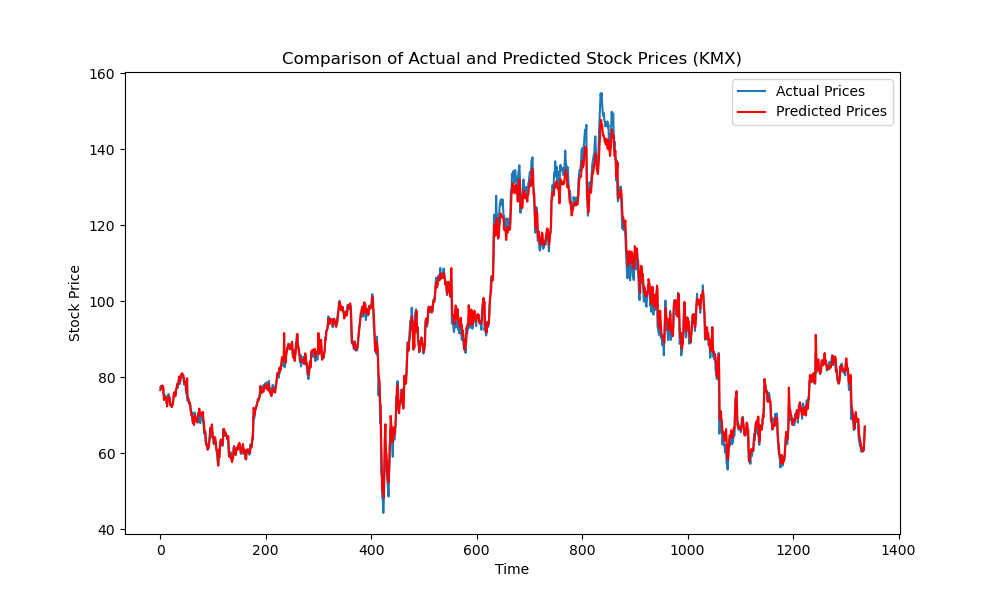 Comparison of Actual and Predicted Stock Prices (KMX)
Actual Prices
Predicted Prices
Stock Price
160
140
120
100
80
60
40
0 200 400 600 800 1000 1200 1400
Time